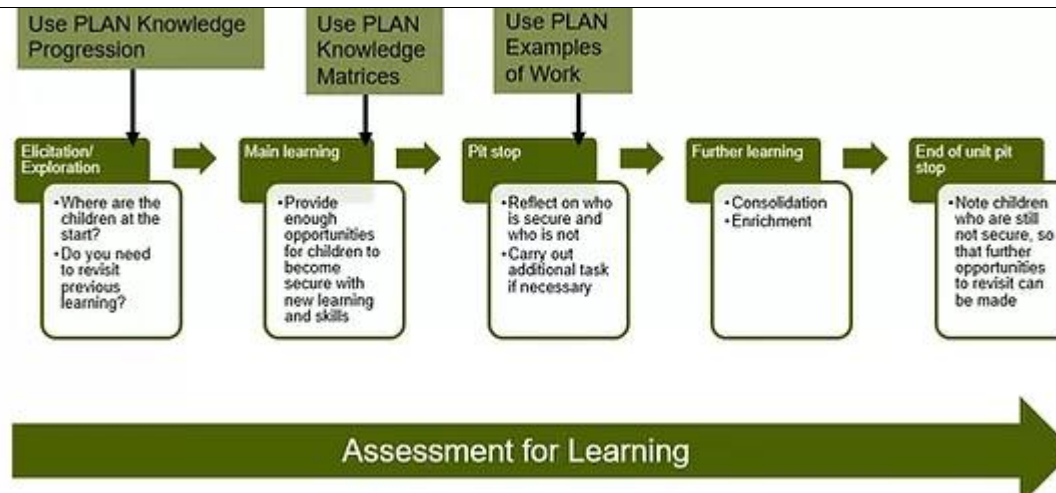 Use PLAN Knowledge
Progression
Use PLAN
Knowledge
Matrices
Use PLAN
Examples
of Work
Elicitation/
Exploration
•Where are the
children at the
start?
•Do you need
to revisit
previous
learning?
Main learning
•Provide
enough
opportunities
for children to
become
secure with
new learning
and skills
Pit stop
•Reflect on who
is secure and
who is not
•Carry out
additional task
if necessary
Further learning
•Consolidation
•Enrichment
End of unit pit
stop
•Note children
who are still
not secure, so
that further
opportunities
to revisit can
be made
Assessment for Learning